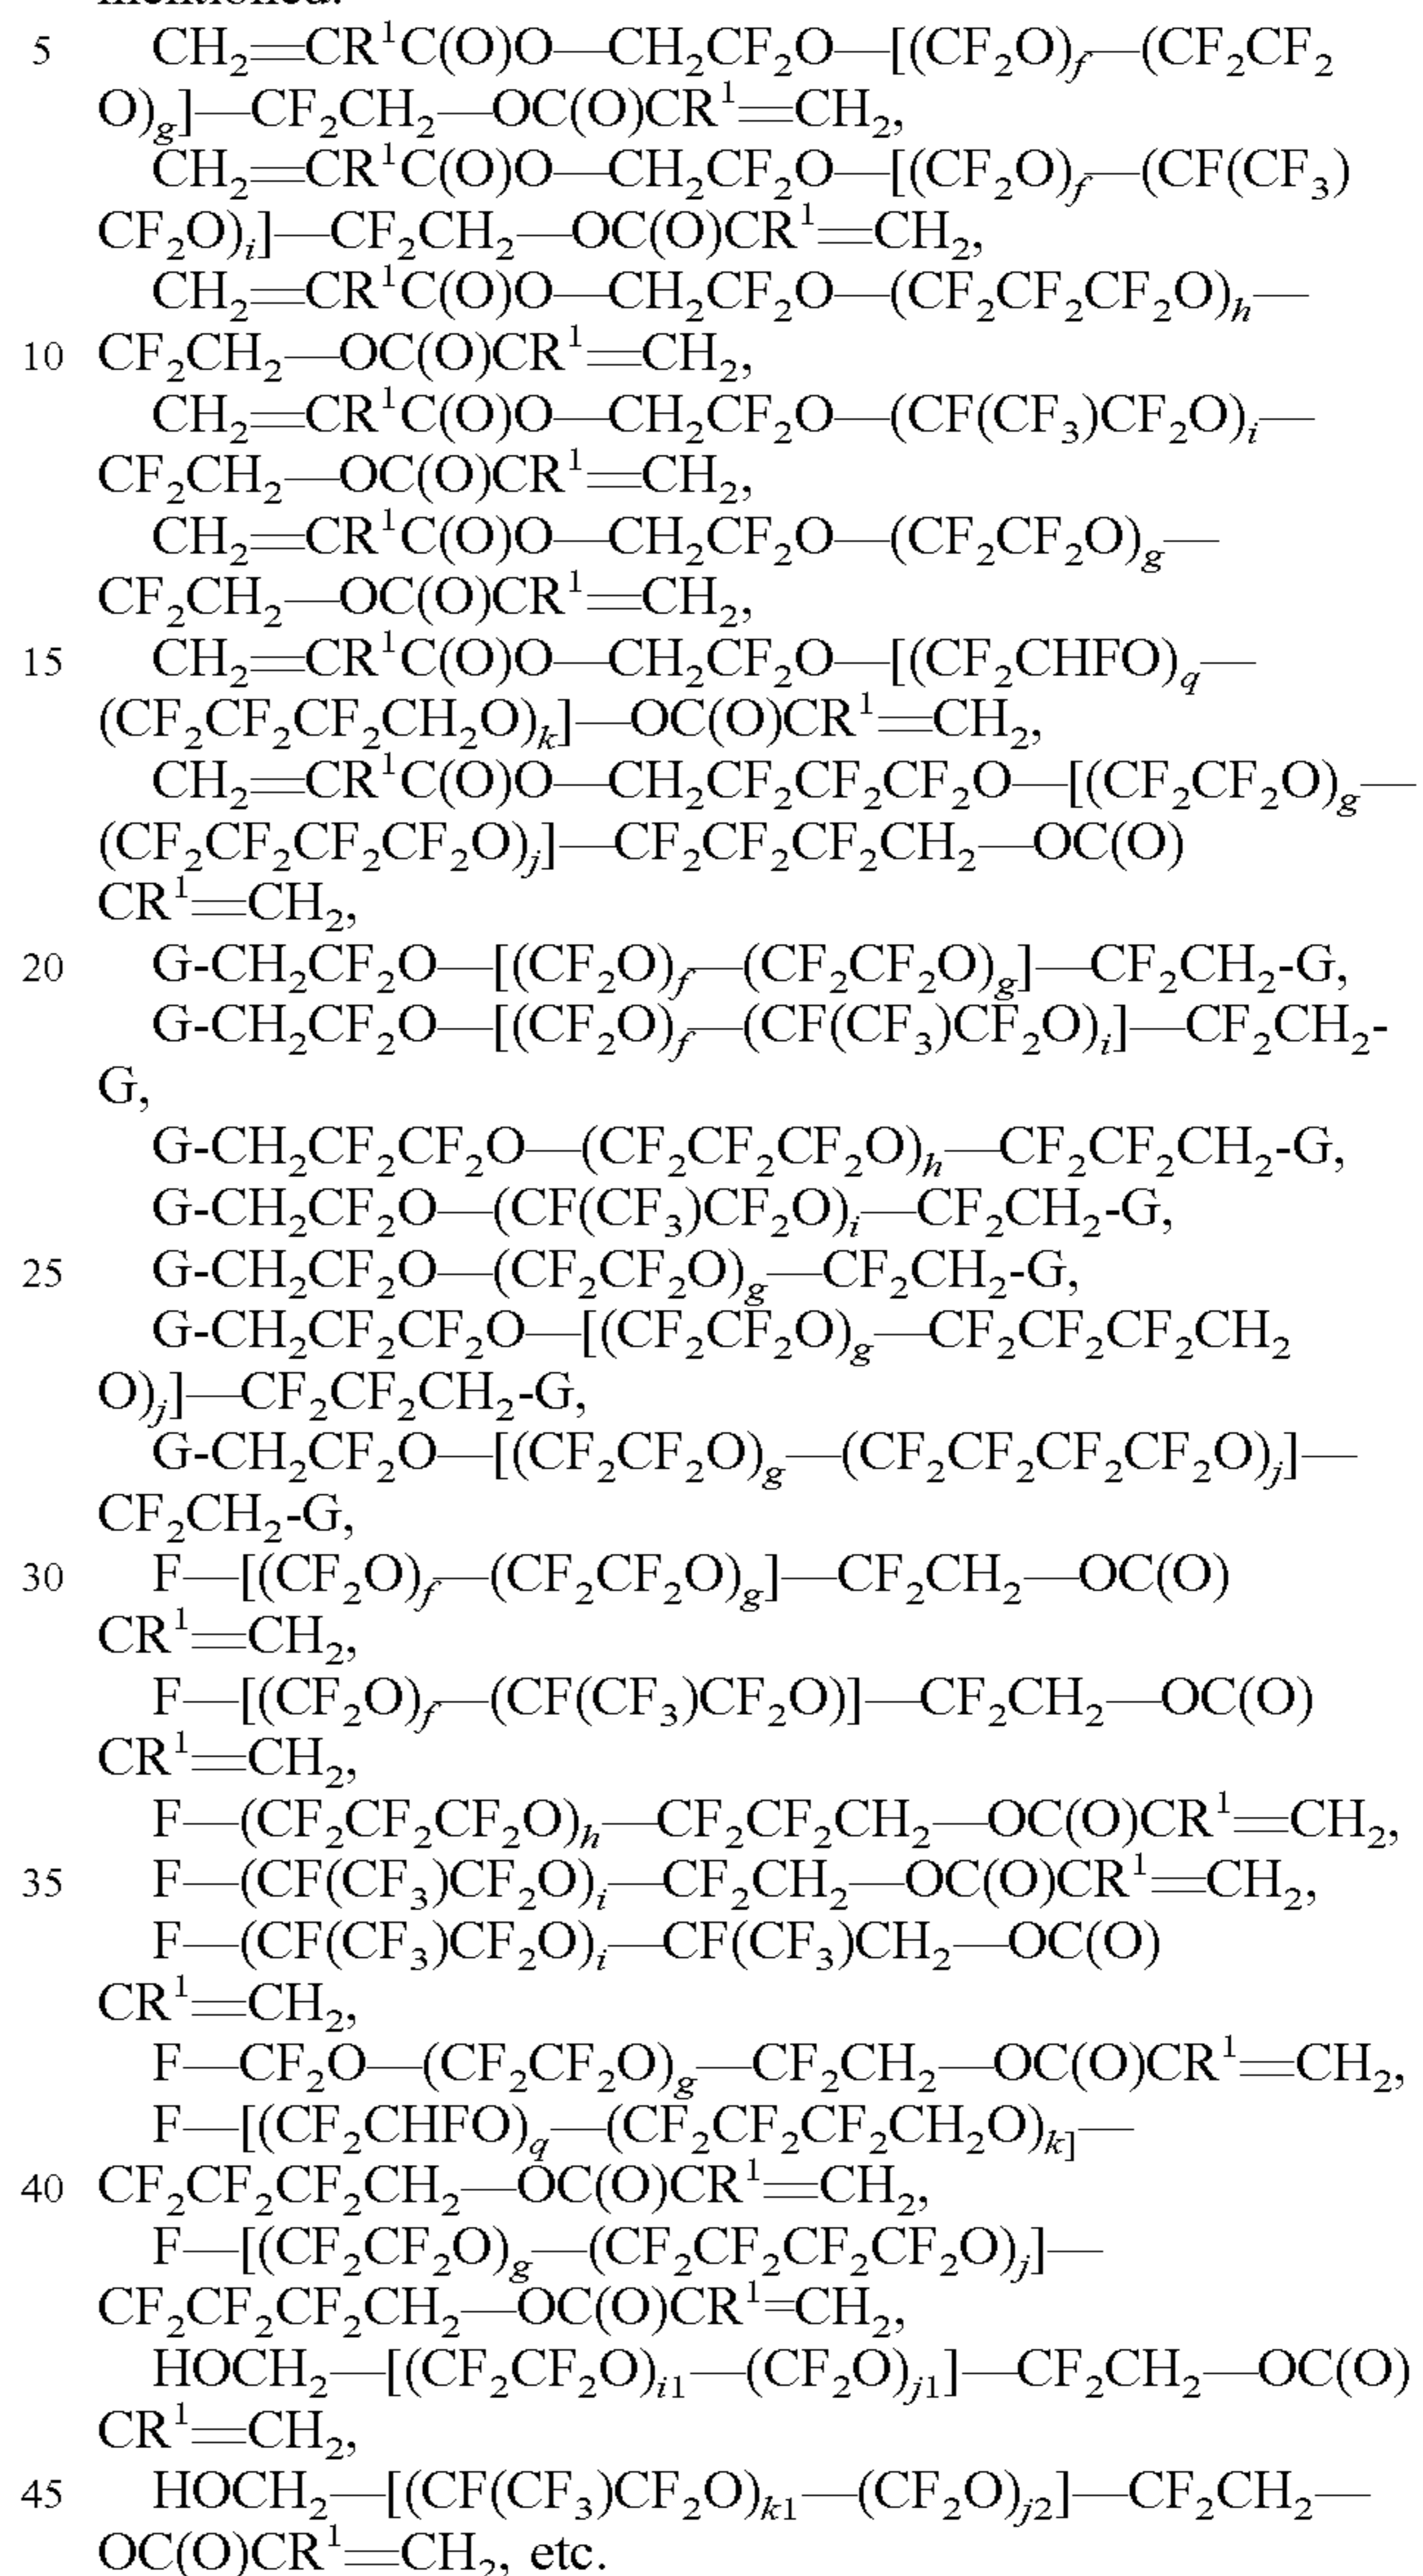 5 CH₂═CR¹C(O)O—CH₂CF₂O—[(CF₂O)f—(CF₂CF₂
O)g]—CF₂CH₂—OC(O)CR¹═CH₂,
CH₂═CR¹C(O)O—CH₂CF₂O—[(CF₂O)f—(CF(CF₃)
CF₂O)i]—CF₂CH₂—OC(O)CR¹═CH₂,
CH₂═CR¹C(O)O—CH₂CF₂O—(CF₂CF₂CF₂O)h—
10 CF₂CH₂—OC(O)CR¹═CH₂,
CH₂═CR¹C(O)O—CH₂CF₂O—(CF(CF₃)CF₂O)i—
CF₂CH₂—OC(O)CR¹═CH₂,
CH₂═CR¹C(O)O—CH₂CF₂O—(CF₂CF₂O)g—
CF₂CH₂—OC(O)CR¹═CH₂,
15 CH₂═CR¹C(O)O—CH₂CF₂O—[(CF₂CHFO)q—
(CF₂CF₂CF₂CH₂O)k]—OC(O)CR¹═CH₂,
CH₂═CR¹C(O)O—CH₂CF₂CF₂CF₂O—[(CF₂CF₂O)g—
(CF₂CF₂CF₂CF₂O)j]—CF₂CF₂CF₂CH₂—OC(O)
CR¹═CH₂,
20 G-CH₂CF₂O—[(CF₂O)f—(CF₂CF₂O)g]—CF₂CH₂-G,
G-CH₂CF₂O—[(CF₂O)f—(CF(CF₃)CF₂O)i]—CF₂CH₂-
G,
G-CH₂CF₂CF₂O—(CF₂CF₂CF₂O)h—CF₂CF₂CH₂-G,
G-CH₂CF₂O—(CF(CF₃)CF₂O)i—CF₂CH₂-G,
25 G-CH₂CF₂O—(CF₂CF₂O)g—CF₂CH₂-G,
G-CH₂CF₂CF₂O—[(CF₂CF₂O)g—CF₂CF₂CF₂CH₂
O)j]—CF₂CF₂CH₂-G,
G-CH₂CF₂O—[(CF₂CF₂O)g—(CF₂CF₂CF₂CF₂O)j]—
CF₂CH₂-G,
30 F—[(CF₂O)f—(CF₂CF₂O)g]—CF₂CH₂—OC(O)
CR¹═CH₂,
F—[(CF₂O)f—(CF(CF₃)CF₂O)]—CF₂CH₂—OC(O)
CR¹═CH₂,
F—(CF₂CF₂CF₂O)h—CF₂CF₂CH₂—OC(O)CR¹═CH₂,
35 F—(CF(CF₃)CF₂O)i—CF₂CH₂—OC(O)CR¹═CH₂,
F—(CF(CF₃)CF₂O)i—CF(CF₃)CH₂—OC(O)
CR¹═CH₂,
F—CF₂O—(CF₂CF₂O)g—CF₂CH₂—OC(O)CR¹═CH₂,
F—[(CF₂CHFO)q—(CF₂CF₂CF₂CH₂O)k]—
40 CF₂CF₂CF₂CH₂—OC(O)CR¹═CH₂,
F—[(CF₂CF₂O)g—(CF₂CF₂CF₂CF₂O)j]—
CF₂CF₂CF₂CH₂—OC(O)CR¹=CH₂,
HOCH₂—[(CF₂CF₂O)i1—(CF₂O)j1]—CF₂CH₂—OC(O)
CR¹═CH₂,
45 HOCH₂—[(CF(CF₃)CF₂O)k1—(CF₂O)j2]—CF₂CH₂—
OC(O)CR¹═CH₂, etc.